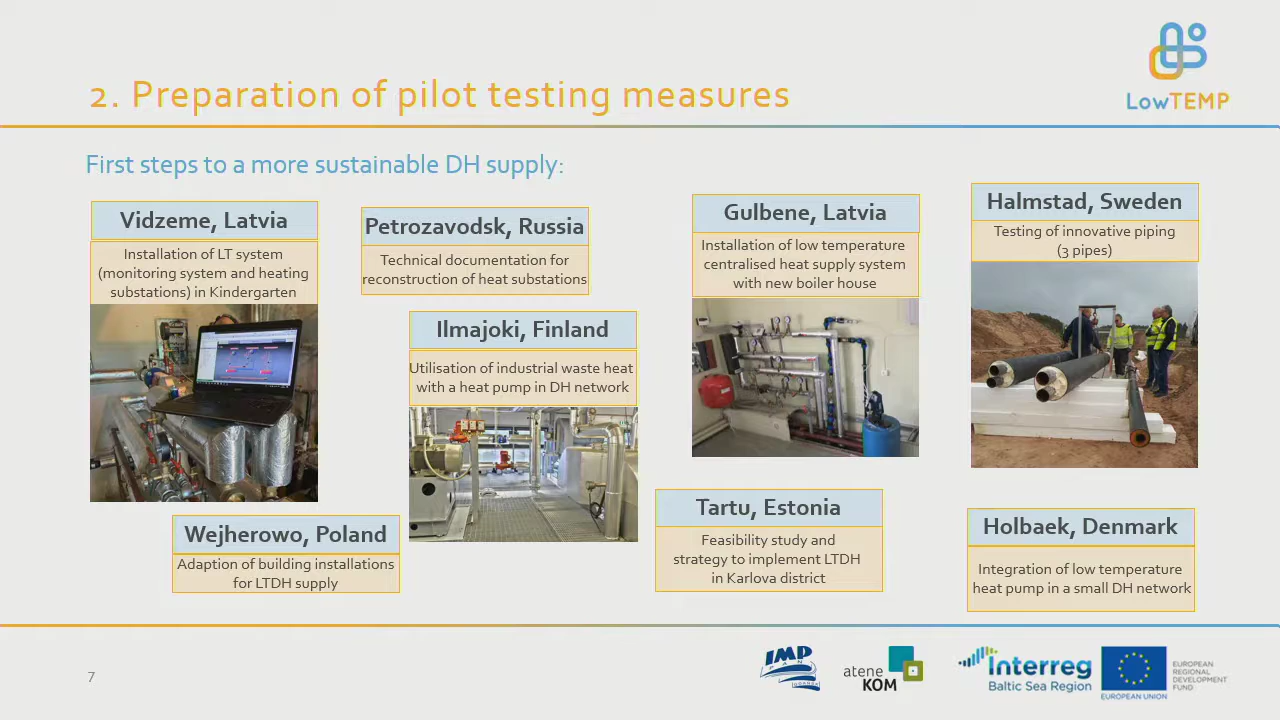 2. Preparation of pilot testing measures
LowTEMP
First steps to a more sustainable DH supply:
Vidzeme, Latvia
Installation of LT system
(monitoring system and heating
substations) in Kindergarten
Petrozavodsk, Russia
Technical documentation for
reconstruction of heat substations
Ilmajoki, Finland
Utilisation of industrial waste heat
with a heat pump in DH network
Gulbene, Latvia
Installation of low temperature
centralised heat supply system
with new boiler house
Halmstad, Sweden
Testing of innovative piping
(3 pipes)
Wejherowo, Poland
Adaption of building installations
for LTDH supply
Tartu, Estonia
Feasibility study and
strategy to implement LTDH
in Karlova district
Holbaek, Denmark
Integration of low temperature
heat pump in a small DH network
7
IMP
PAN
GDAŃSK
atene
KOM
Interreg
Baltic Sea Region
EUROPEAN UNION
EUROPEAN
REGIONAL
DEVELOPMENT
FUND